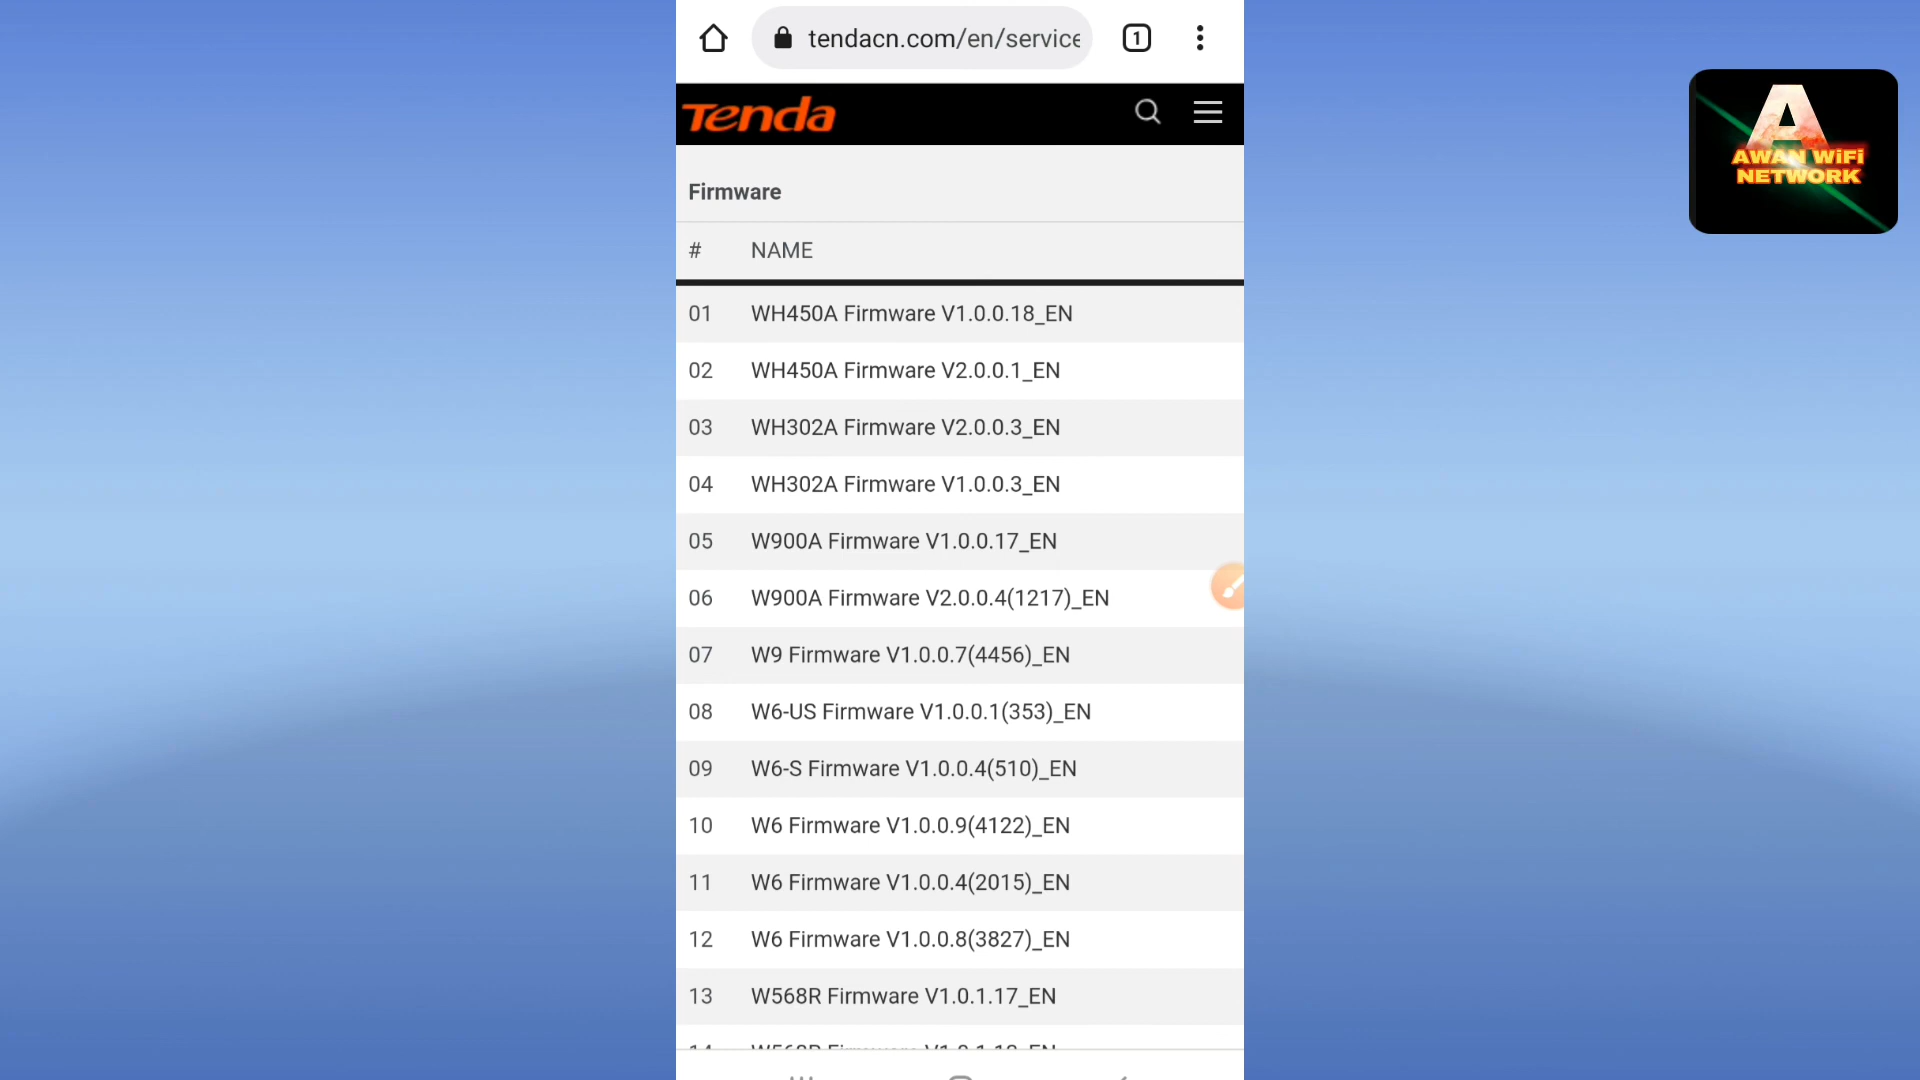 tendacn.com/en/service
1
Tenda
A
AWAN WiFi
NETWORK
Firmware
# NAME
01 WH450A Firmware V1.0.0.18_EN
02 WH450A Firmware V2.0.0.1_EN
03 WH302A Firmware V2.0.0.3_EN
04 WH302A Firmware V1.0.0.3_EN
05 W900A Firmware V1.0.0.17_EN
06 W900A Firmware V2.0.0.4(1217)_EN
07 W9 Firmware V1.0.0.7(4456)_EN
08 W6-US Firmware V1.0.0.1(353)_EN
09 W6-S Firmware V1.0.0.4(510)_EN
10 W6 Firmware V1.0.0.9(4122)_EN
11 W6 Firmware V1.0.0.4(2015)_EN
12 W6 Firmware V1.0.0.8(3827)_EN
13 W568R Firmware V1.0.1.17_EN